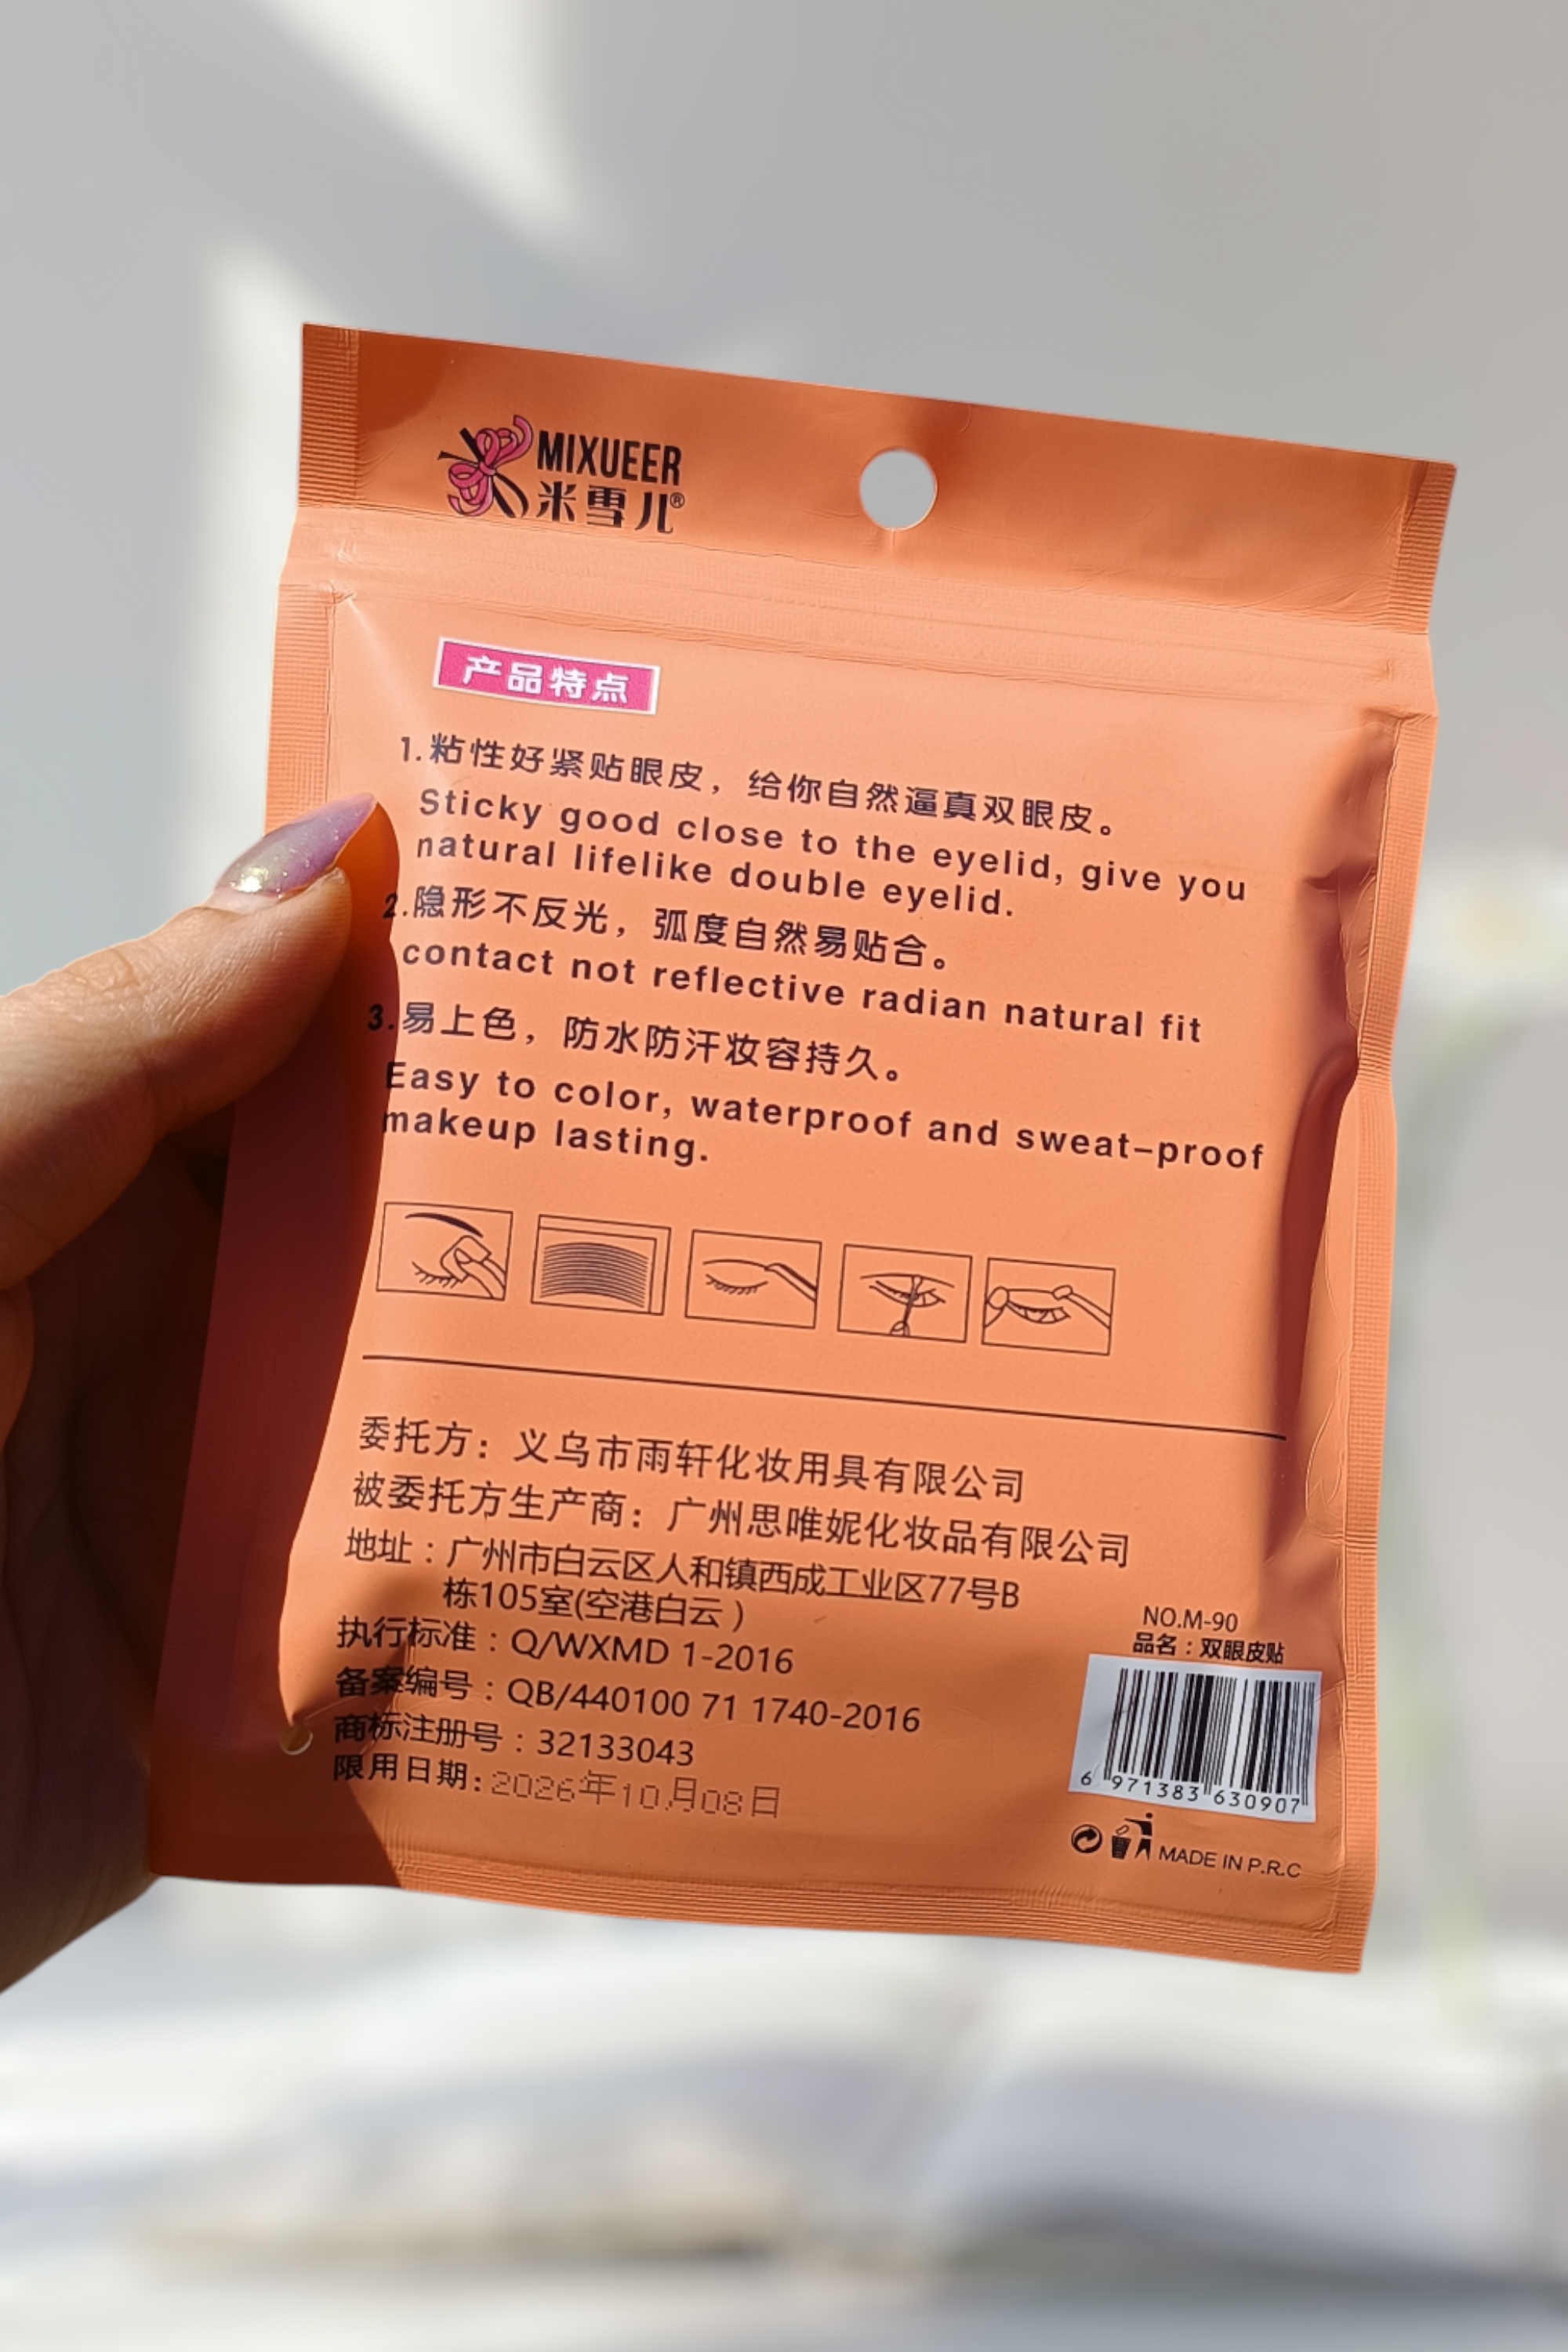 MIXUEER
米雪儿®
产品特点
1.粘性好紧贴眼皮，给你自然逼真双眼皮。
Sticky good close to the eyelid, give you
natural lifelike double eyelid.
2.隐形不反光，弧度自然易贴合。
contact not reflective radian natural fit
3.易上色，防水防汗妆容持久。
Easy to color, waterproof and sweat-proof
makeup lasting.
委托方：义乌市雨轩化妆用具有限公司
被委托方生产商：广州思唯妮化妆品有限公司
地址：广州市白云区人和镇西成工业区77号B
栋105室(空港白云)
执行标准：Q/WXMD 1-2016
备案编号：QB/440100 71 1740-2016
商标注册号：32133043
限用日期:2026年10月08日
NO.M-90
品名：双眼皮贴
6 971383 630907
MADE IN P.R.C